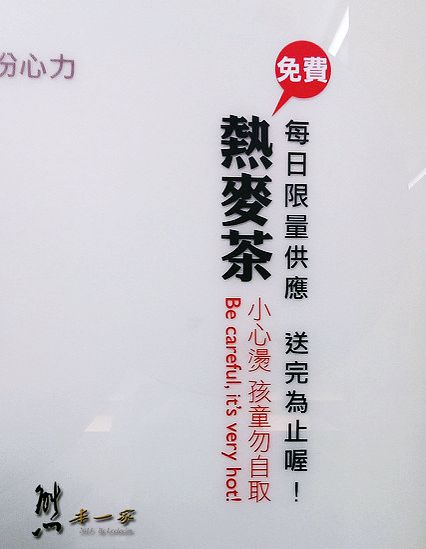 份心力
免費
每日限量供應 送完為止喔！
熱麥茶
小心燙 孩童勿自取
Be careful, it's very hot!